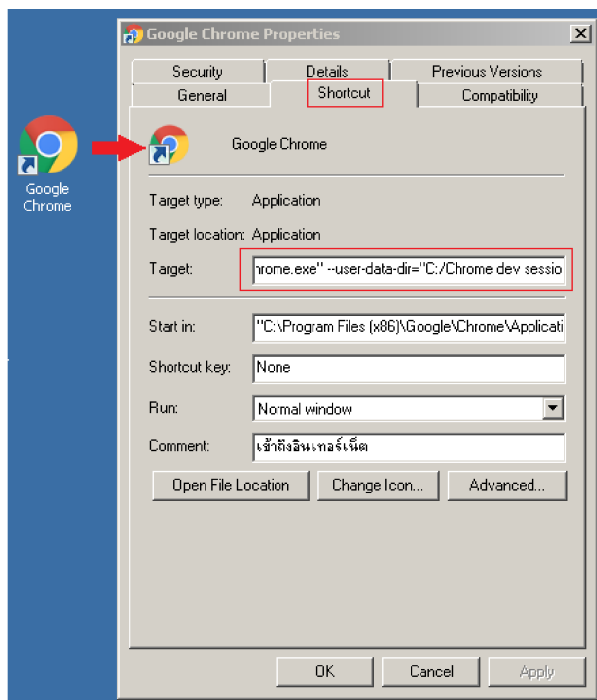 Google Chrome Properties
Security Details Previous Versions
General Shortcut Compatibility
Google Chrome
Google Chrome
Target type: Application
Target location: Application
Target: hrome.exe" --user-data-dir="C:/Chrome dev sessio
Start in: "C:\Program Files (x86)\Google\Chrome\Applicati
Shortcut key: None
Run: Normal window
Comment: เข้าถึงอินเทอร์เน็ต
Open File Location Change Icon... Advanced...
OK Cancel Apply